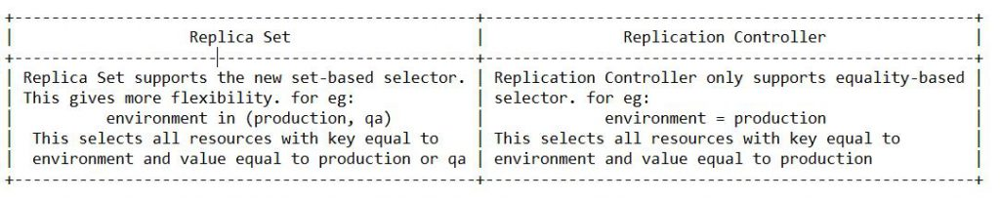 +--------------------------------------------------+-----------------------------------------------------+
| Replica Set | Replication Controller |
+--------------------------------------------------+-----------------------------------------------------+
| Replica Set supports the new set-based selector. | Replication Controller only supports equality-based |
| This gives more flexibility. for eg: | selector. for eg: |
| environment in (production, qa) | environment = production |
| This selects all resources with key equal to | This selects all resources with key equal to |
| environment and value equal to production or qa | environment and value equal to production |
+--------------------------------------------------+-----------------------------------------------------+